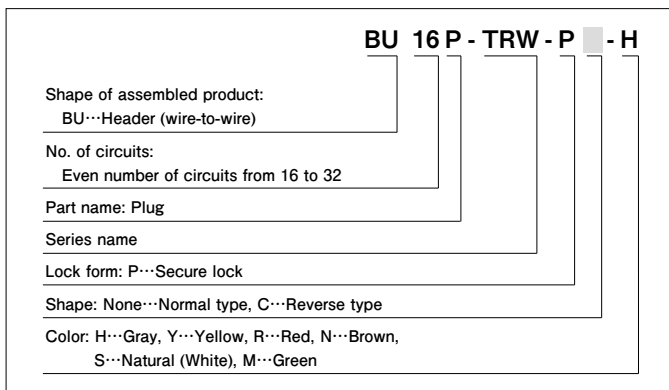 BU 16 P - TRW - P - H
Shape of assembled product:
BU…Header (wire-to-wire)
No. of circuits:
Even number of circuits from 16 to 32
Part name: Plug
Series name
Lock form: P…Secure lock
Shape: None…Normal type, C…Reverse type
Color: H…Gray, Y…Yellow, R…Red, N…Brown,
S…Natural (White), M…Green